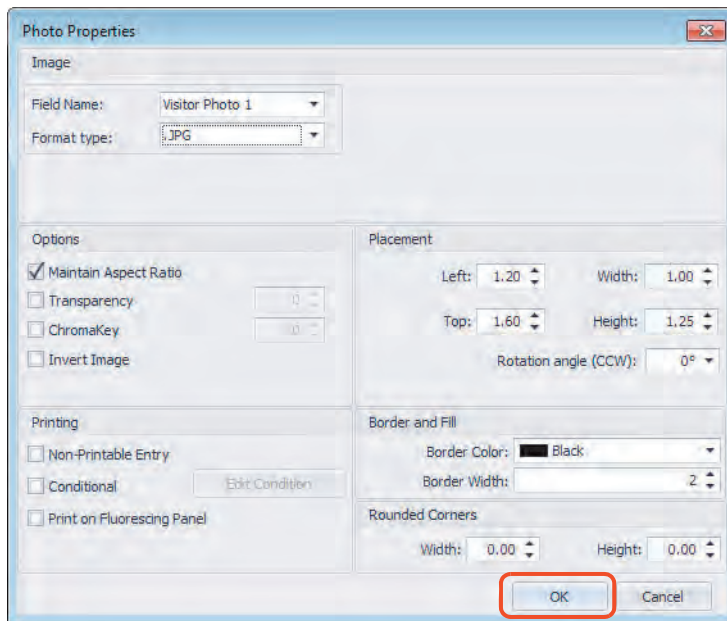 Photo Properties
Image
Field Name: Visitor Photo 1
Format type: .JPG
Options
Maintain Aspect Ratio
Transparency 0
ChromaKey 0
Invert Image
Placement
Left: 1.20 Width: 1.00
Top: 1.60 Height: 1.25
Rotation angle (CCW): 0°
Printing
Non-Printable Entry
Conditional Edit Condition
Print on Fluorescing Panel
Border and Fill
Border Color: Black
Border Width: 2
Rounded Corners
Width: 0.00 Height: 0.00
OK Cancel